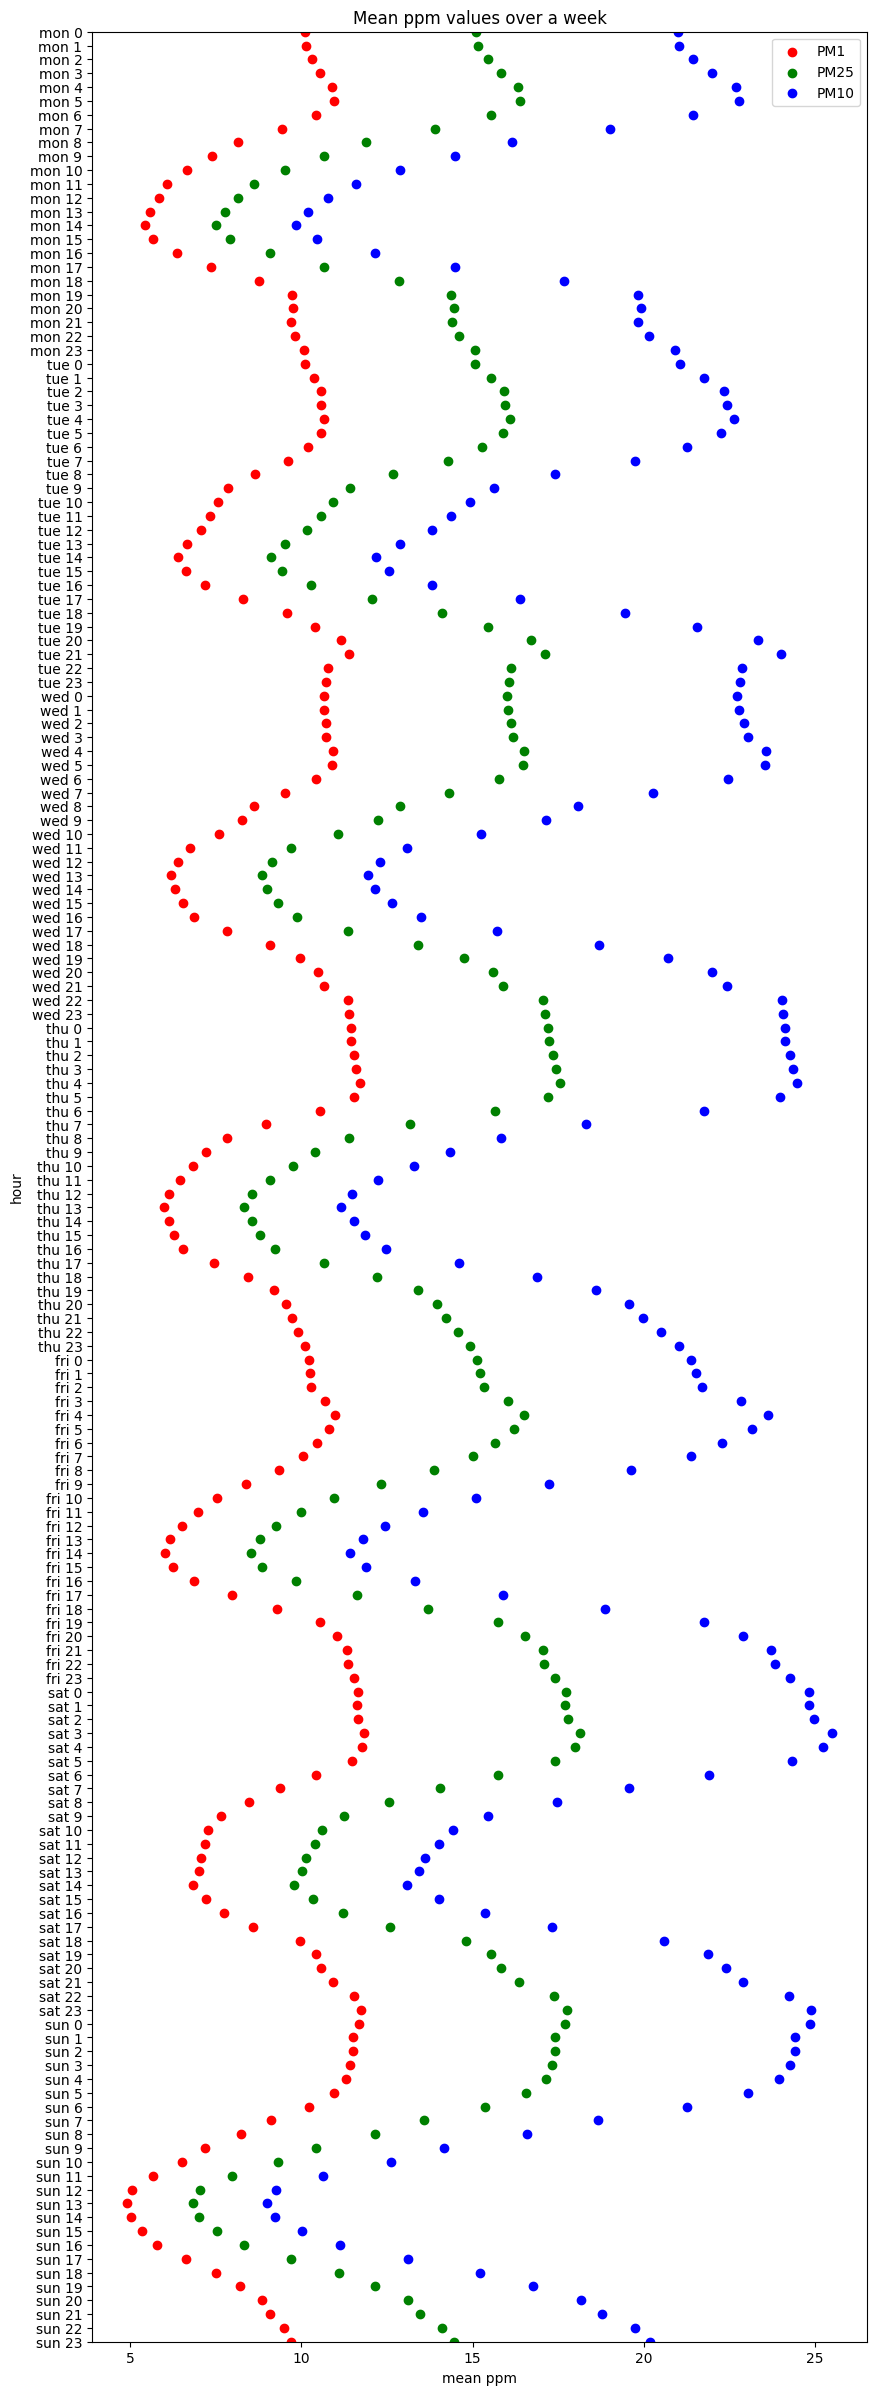 Mean ppm values over a week
PM1
PM25
PM10
mon 0
mon 1
mon 2
mon 3
mon 4
mon 5
mon 6
mon 7
mon 8
mon 9
mon 10
mon 11
mon 12
mon 13
mon 14
mon 15
mon 16
mon 17
mon 18
mon 19
mon 20
mon 21
mon 22
mon 23
tue 0
tue 1
tue 2
tue 3
tue 4
tue 5
tue 6
tue 7
tue 8
tue 9
tue 10
tue 11
tue 12
tue 13
tue 14
tue 15
tue 16
tue 17
tue 18
tue 19
tue 20
tue 21
tue 22
tue 23
wed 0
wed 1
wed 2
wed 3
wed 4
wed 5
wed 6
wed 7
wed 8
wed 9
wed 10
wed 11
wed 12
wed 13
wed 14
wed 15
wed 16
wed 17
wed 18
wed 19
wed 20
wed 21
wed 22
wed 23
thu 0
thu 1
thu 2
thu 3
thu 4
thu 5
thu 6
thu 7
thu 8
thu 9
thu 10
thu 11
thu 12
thu 13
thu 14
thu 15
thu 16
thu 17
thu 18
thu 19
thu 20
thu 21
thu 22
thu 23
fri 0
fri 1
fri 2
fri 3
fri 4
fri 5
fri 6
fri 7
fri 8
fri 9
fri 10
fri 11
fri 12
fri 13
fri 14
fri 15
fri 16
fri 17
fri 18
fri 19
fri 20
fri 21
fri 22
fri 23
sat 0
sat 1
sat 2
sat 3
sat 4
sat 5
sat 6
sat 7
sat 8
sat 9
sat 10
sat 11
sat 12
sat 13
sat 14
sat 15
sat 16
sat 17
sat 18
sat 19
sat 20
sat 21
sat 22
sat 23
sun 0
sun 1
sun 2
sun 3
sun 4
sun 5
sun 6
sun 7
sun 8
sun 9
sun 10
sun 11
sun 12
sun 13
sun 14
sun 15
sun 16
sun 17
sun 18
sun 19
sun 20
sun 21
sun 22
sun 23
hour
5 10 15 20 25
mean ppm